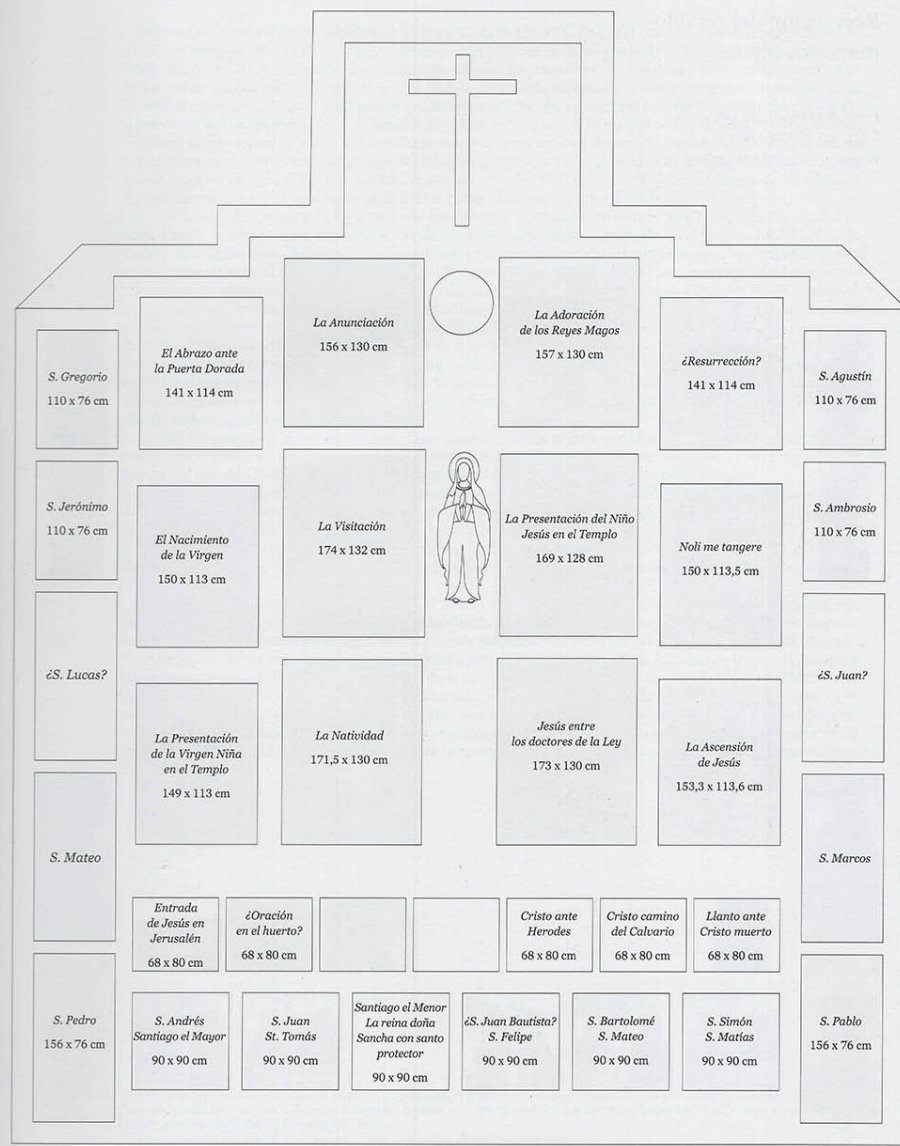 La Anunciación
156 x 130 cm
La Adoración
de los Reyes Magos
157 x 130 cm
El Abrazo ante
la Puerta Dorada
141 x 114 cm
¿Resurrección?
141 x 114 cm
S. Gregorio
110 x 76 cm
S. Agustín
110 x 76 cm
S. Jerónimo
110 x 76 cm
El Nacimiento
de la Virgen
150 x 113 cm
La Visitación
174 x 132 cm
La Presentación del Niño
Jesús en el Templo
169 x 128 cm
Noli me tangere
150 x 113,5 cm
S. Ambrosio
110 x 76 cm
¿S. Lucas?
¿S. Juan?
La Presentación
de la Virgen Niña
en el Templo
149 x 113 cm
La Natividad
171,5 x 130 cm
Jesús entre
los doctores de la Ley
173 x 130 cm
La Ascensión
de Jesús
153,3 x 113,6 cm
S. Mateo
S. Marcos
Entrada
de Jesús en
Jerusalén
68 x 80 cm
¿Oración
en el huerto?
68 x 80 cm
Cristo ante
Herodes
68 x 80 cm
Cristo camino
del Calvario
68 x 80 cm
Llanto ante
Cristo muerto
68 x 80 cm
S. Pedro
156 x 76 cm
S. Andrés
Santiago el Mayor
90 x 90 cm
S. Juan
St. Tomás
90 x 90 cm
Santiago el Menor
La reina doña
Sancha con santo
protector
90 x 90 cm
¿S. Juan Bautista?
S. Felipe
90 x 90 cm
S. Bartolomé
S. Mateo
90 x 90 cm
S. Simón
S. Matías
90 x 90 cm
S. Pablo
156 x 76 cm